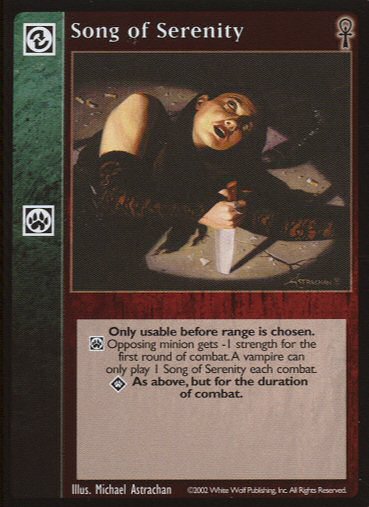 Song of Serenity
ASTRACHAN
Only usable before range is chosen.
Opposing minion gets -1 strength for the
first round of combat. A vampire can
only play 1 Song of Serenity each combat.
As above, but for the duration
of combat.
Illus. Michael Astrachan
©2002 White Wolf Publishing, Inc. All Rights Reserved.